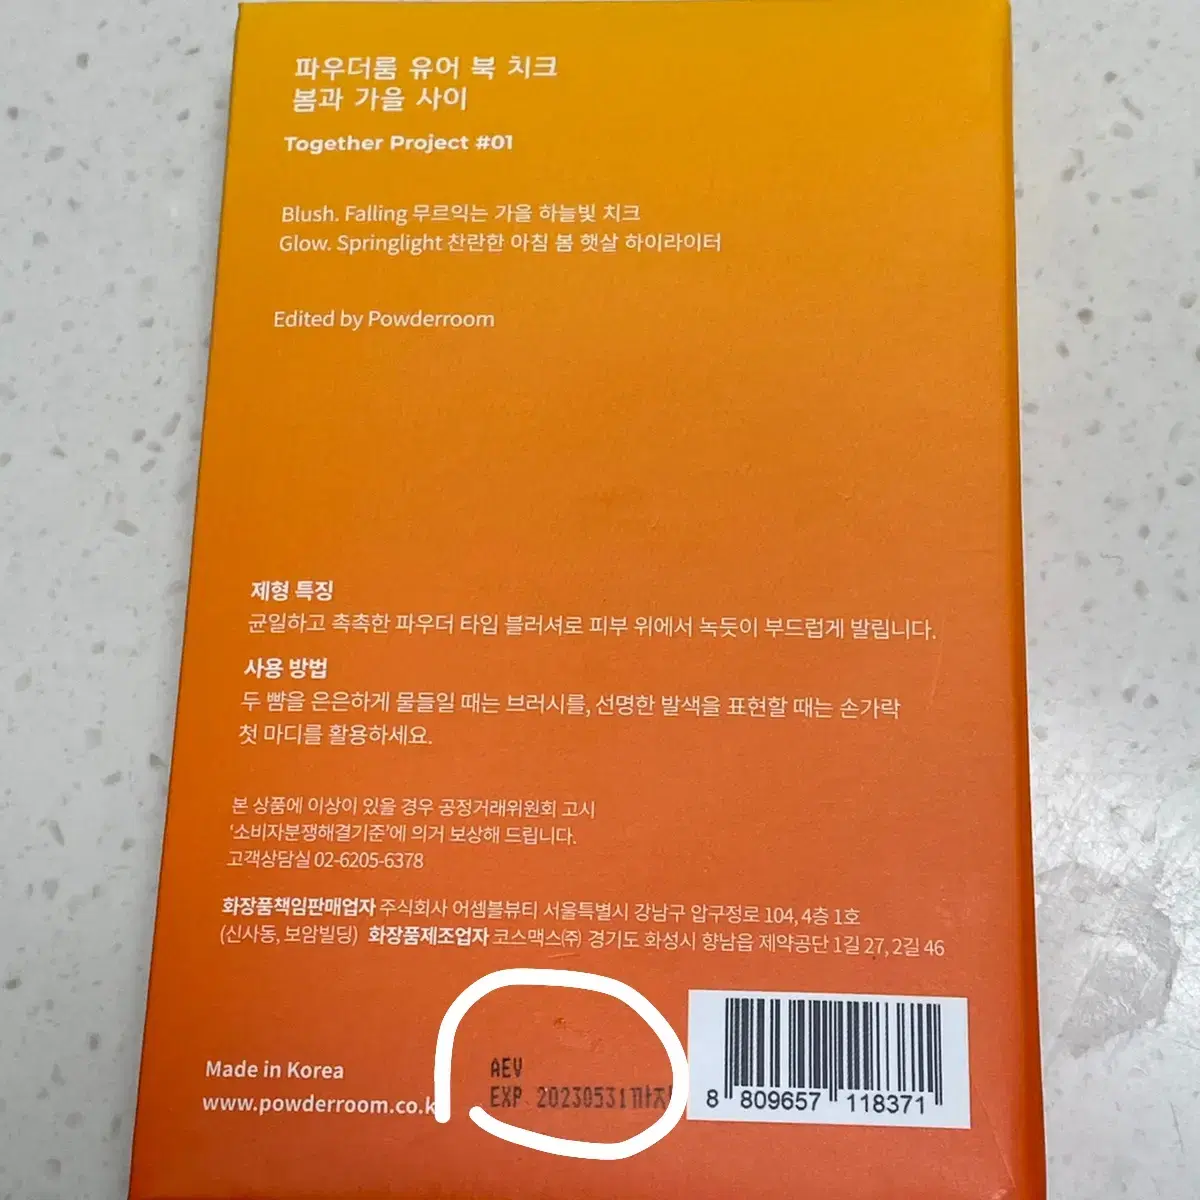 파우더룸 유어 북 치크
봄과 가을 사이
Together Project #01
Blush. Falling 무르익는 가을 하늘빛 치크
Glow. Springlight 찬란한 아침 봄 햇살 하이라이터
Edited by Powderroom
제형 특징
균일하고 촉촉한 파우더 타입 블러셔로 피부 위에서 녹듯이 부드럽게 발립니다.
사용 방법
두 뺨을 은은하게 물들일 때는 브러시를, 선명한 발색을 표현할 때는 손가락
첫 마디를 활용하세요.
본 상품에 이상이 있을 경우 공정거래위원회 고시
‘소비자분쟁해결기준’에 의거 보상해 드립니다.
고객상담실 02-6205-6378
화장품책임판매업자 주식회사 어셈블뷰티 서울특별시 강남구 압구정로 104, 4층 1호
(신사동, 보암빌딩) 화장품제조업자 코스맥스㈜ 경기도 화성시 향남읍 제약공단 1길 27, 2길 46
Made in Korea
www.powderroom.co.k
AEV
EXP 20230531까지
8 809657 118371